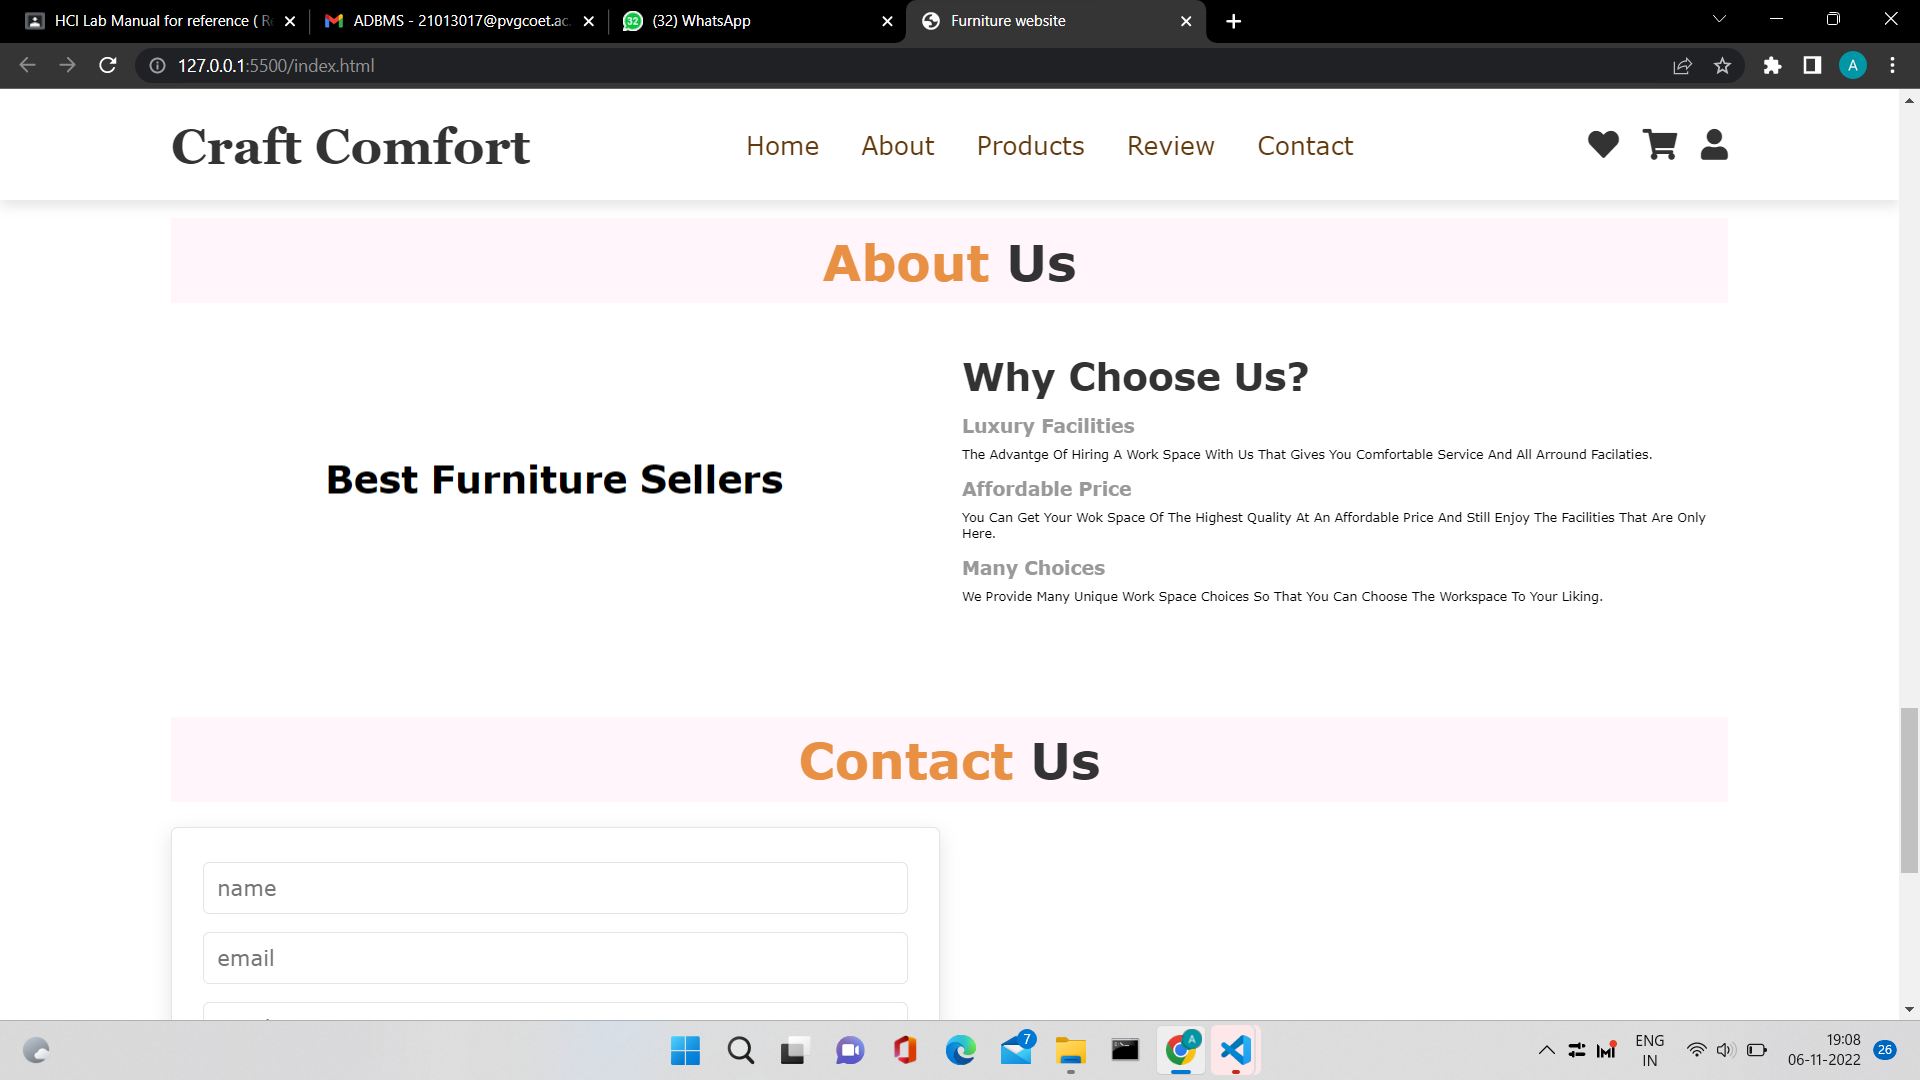 HCI Lab Manual for reference (
ADBMS - 21013017@pvgcoet.ac.
(32) WhatsApp
Furniture website
127.0.0.1:5500/index.html
A
Craft Comfort
Home
About
Products
Review
Contact
About Us
Best Furniture Sellers
Why Choose Us?
Luxury Facilities
The Advantge Of Hiring A Work Space With Us That Gives You Comfortable Service And All Arround Facilaties.
Affordable Price
You Can Get Your Wok Space Of The Highest Quality At An Affordable Price And Still Enjoy The Facilities That Are Only
Here.
Many Choices
We Provide Many Unique Work Space Choices So That You Can Choose The Workspace To Your Liking.
Contact Us
name
email
7
A
ENG
IN
19:08
06-11-2022
26